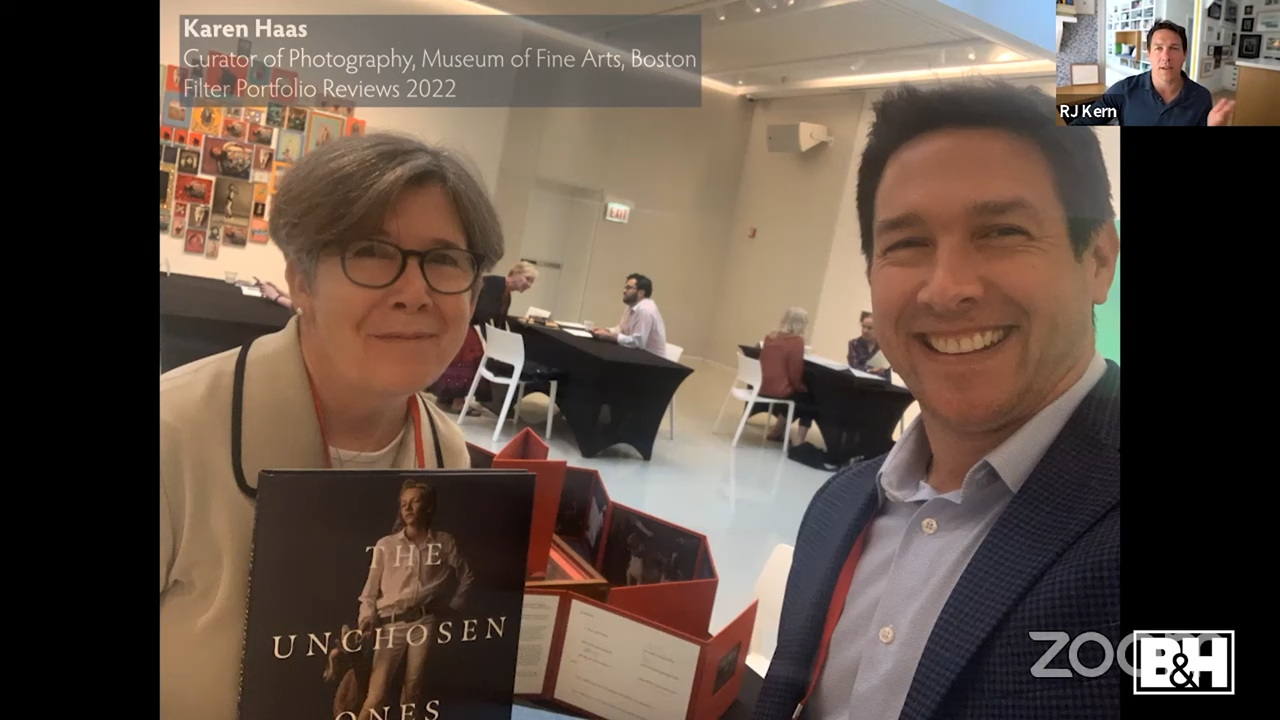 Karen Haas
Curator of Photography, Museum of Fine Arts, Boston
Filter Portfolio Reviews 2022
RJ Kern
EXIT
THE
UNCHOSEN
ONES
ZOOM
B&H